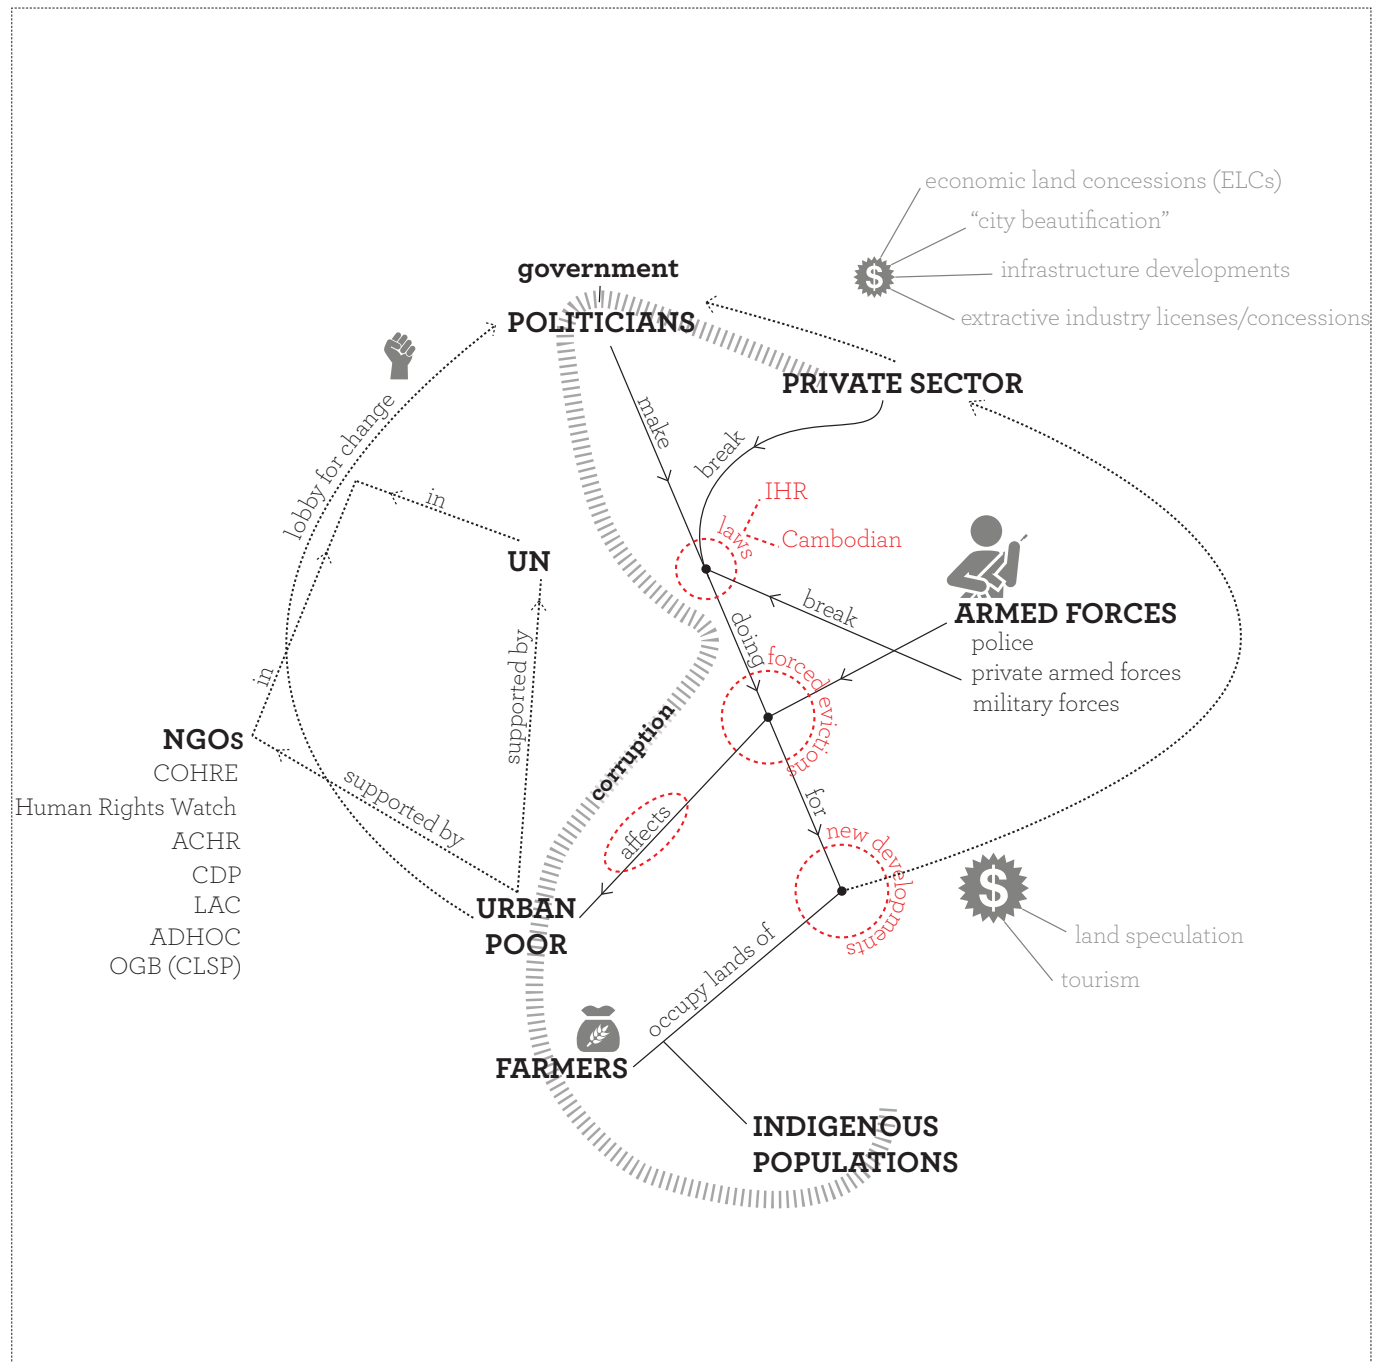 economic land concessions (ELCs)
“city beautification”
infrastructure developments
extractive industry licenses/concessions
$
government
POLITICIANS
PRIVATE SECTOR
make
break
lobby for change
in
IHR
laws
Cambodian
UN
break
ARMED FORCES
police
private armed forces
military forces
doing
forced evictions
in
supported by
corruption
NGOs
COHRE
Human Rights Watch
ACHR
CDP
LAC
ADHOC
OGB (CLSP)
supported by
affects
for
new developments
$
land speculation
tourism
URBAN
POOR
occupy lands of
FARMERS
INDIGENOUS
POPULATIONS